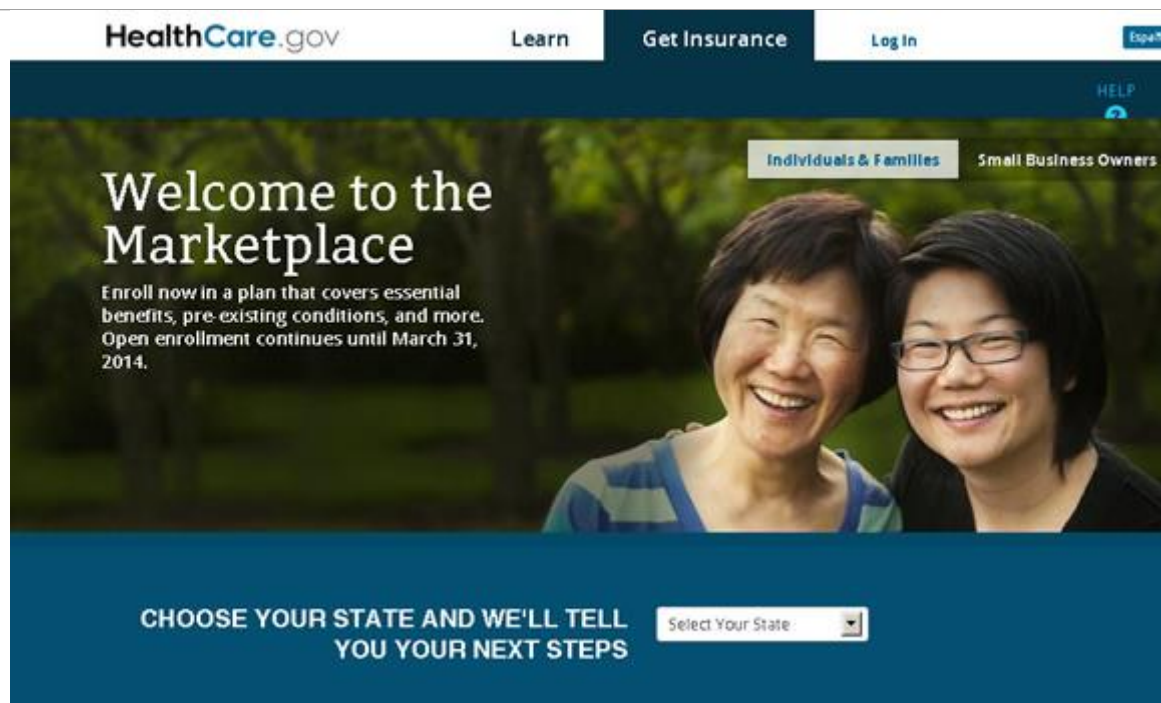 HealthCare.gov Learn Get Insurance Log In
HELP
?
Individuals & Families Small Business Owners
Welcome to the
Marketplace
Enroll now in a plan that covers essential
benefits, pre-existing conditions, and more.
Open enrollment continues until March 31,
2014.
CHOOSE YOUR STATE AND WE'LL TELL
YOU YOUR NEXT STEPS
Select Your State